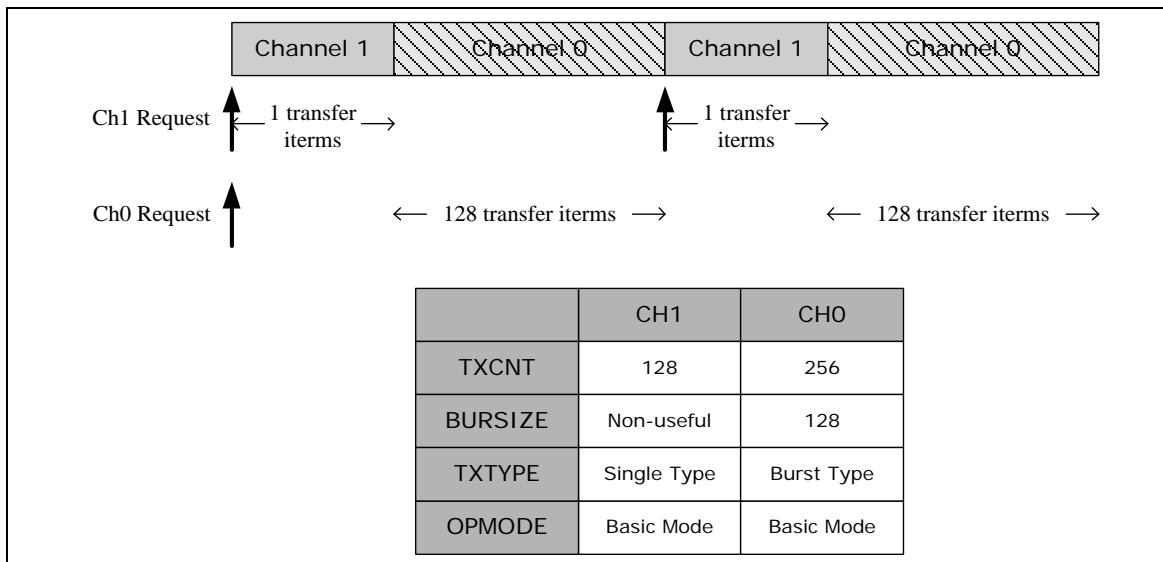 Channel 1 Channel 0 Channel 1 Channel 0
Ch1 Request 1 transfer 1 transfer
iterms iterms
Ch0 Request 128 transfer iterms 128 transfer iterms
CH1 CH0
TXCNT 128 256
BURSIZE Non-useful 128
TXTYPE Single Type Burst Type
OPMODE Basic Mode Basic Mode